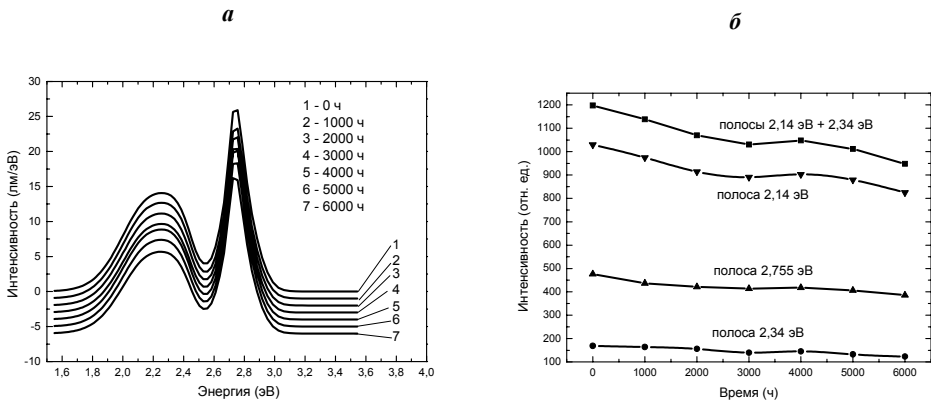 а
б
Интенсивность (лм/эВ)
30
25
20
15
10
5
0
-5
-10
1 - 0 ч
2 - 1000 ч
3 - 2000 ч
4 - 3000 ч
5 - 4000 ч
6 - 5000 ч
7 - 6000 ч
1
2
3
4
5
6
7
1,6 1,8 2,0 2,2 2,4 2,6 2,8 3,0 3,2 3,4 3,6 3,8 4,0
Энергия (эВ)
Интенсивность (отн. ед.)
1200
1100
1000
900
800
700
600
500
400
300
200
100
полосы 2,14 эВ + 2,34 эВ
полоса 2,14 эВ
полоса 2,755 эВ
полоса 2,34 эВ
0 1000 2000 3000 4000 5000 6000
Время (ч)